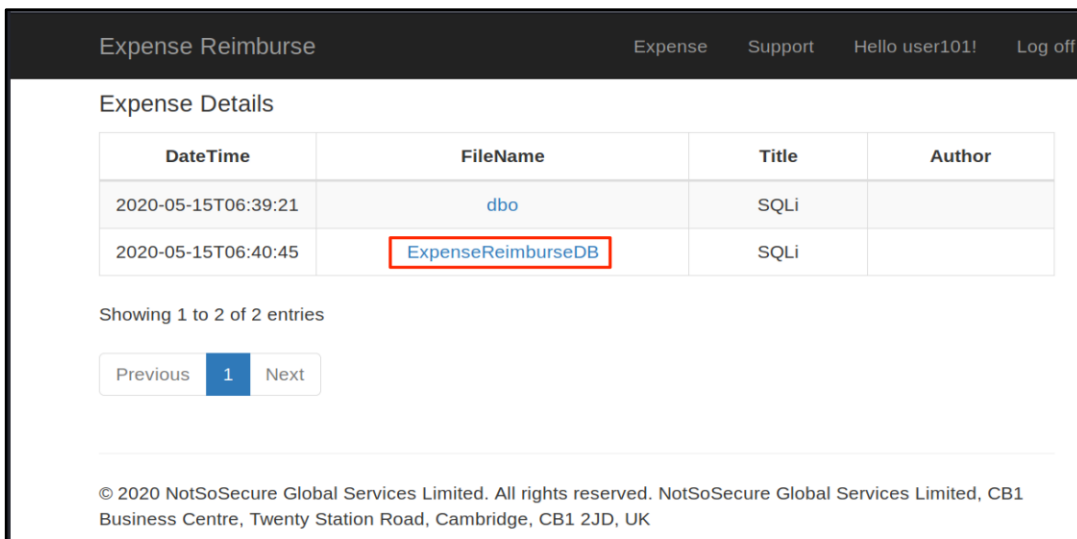 Expense Reimburse Expense Support Hello user101! Log off
Expense Details
DateTime FileName Title Author
2020-05-15T06:39:21 dbo SQLi
2020-05-15T06:40:45 ExpenseReimburseDB SQLi
Showing 1 to 2 of 2 entries
Previous 1 Next
© 2020 NotSoSecure Global Services Limited. All rights reserved. NotSoSecure Global Services Limited, CB1
Business Centre, Twenty Station Road, Cambridge, CB1 2JD, UK